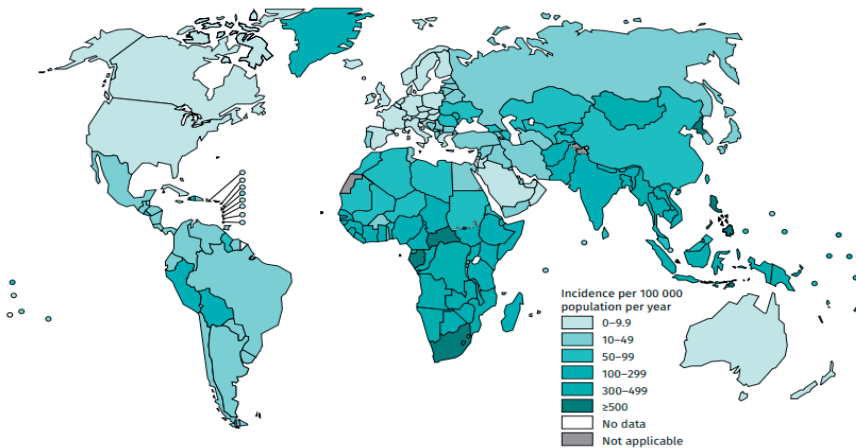 Incidence per 100 000
population per year
0–9.9
10–49
50–99
100–299
300–499
≥500
No data
Not applicable